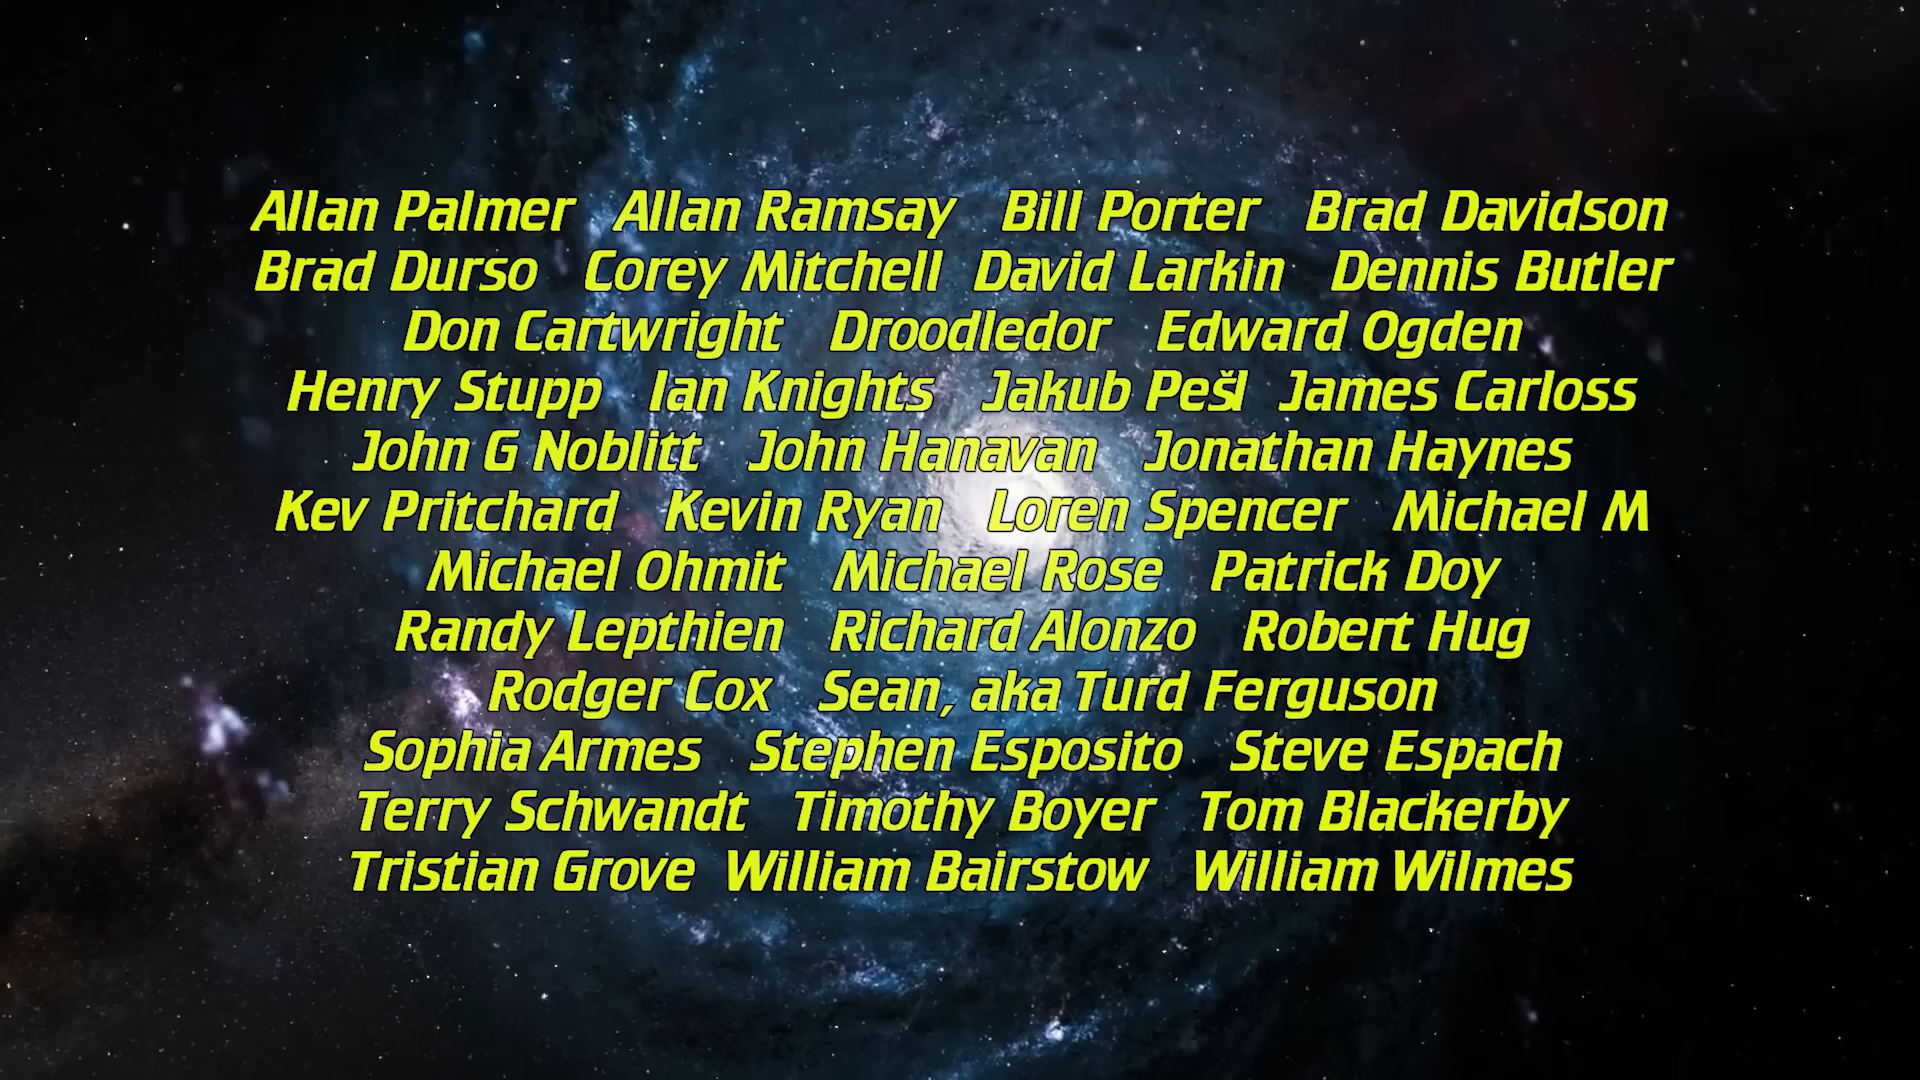 Allan Palmer Allan Ramsay Bill Porter Brad Davidson
Brad Durso Corey Mitchell David Larkin Dennis Butler
Don Cartwright Droodledor Edward Ogden
Henry Stupp Ian Knights Jakub Pešl James Carloss
John G Noblitt John Hanavan Jonathan Haynes
Kev Pritchard Kevin Ryan Loren Spencer Michael M
Michael Ohmit Michael Rose Patrick Doy
Randy Lepthien Richard Alonzo Robert Hug
Rodger Cox Sean, aka Turd Ferguson
Sophia Armes Stephen Esposito Steve Espach
Terry Schwandt Timothy Boyer Tom Blackerby
Tristian Grove William Bairstow William Wilmes